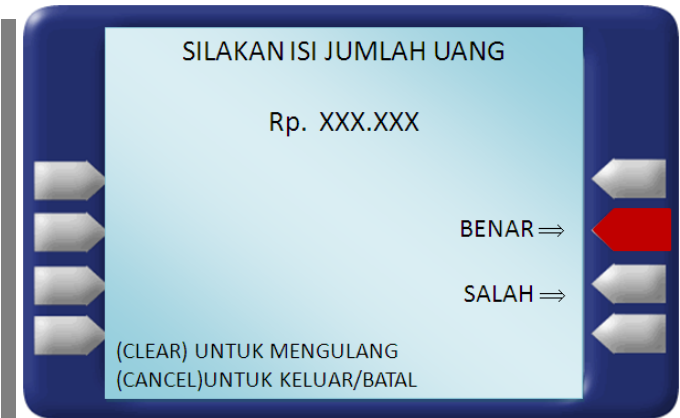 SILAKAN ISI JUMLAH UANG
Rp. XXX.XXX
BENAR⇒
SALAH⇒
(CLEAR) UNTUK MENGULANG
(CANCEL)UNTUK KELUAR/BATAL